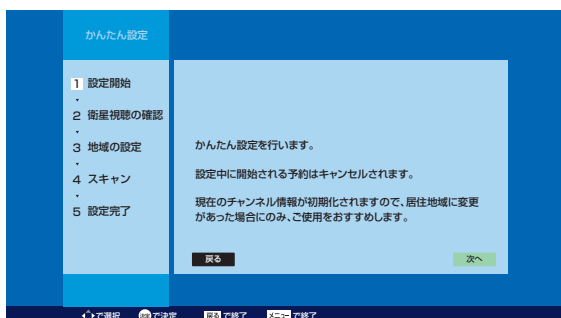 かんたん設定
1 設定開始
2 衛星視聴の確認
3 地域の設定
4 スキャン
5 設定完了
かんたん設定を行います。
設定中に開始される予約はキャンセルされます。
現在のチャンネル情報が初期化されますので、居住地域に変更
があった場合にのみ、ご使用をおすすめします。
戻る 次へ
で選択 決定 で決定 戻る で終了 メニュー で終了